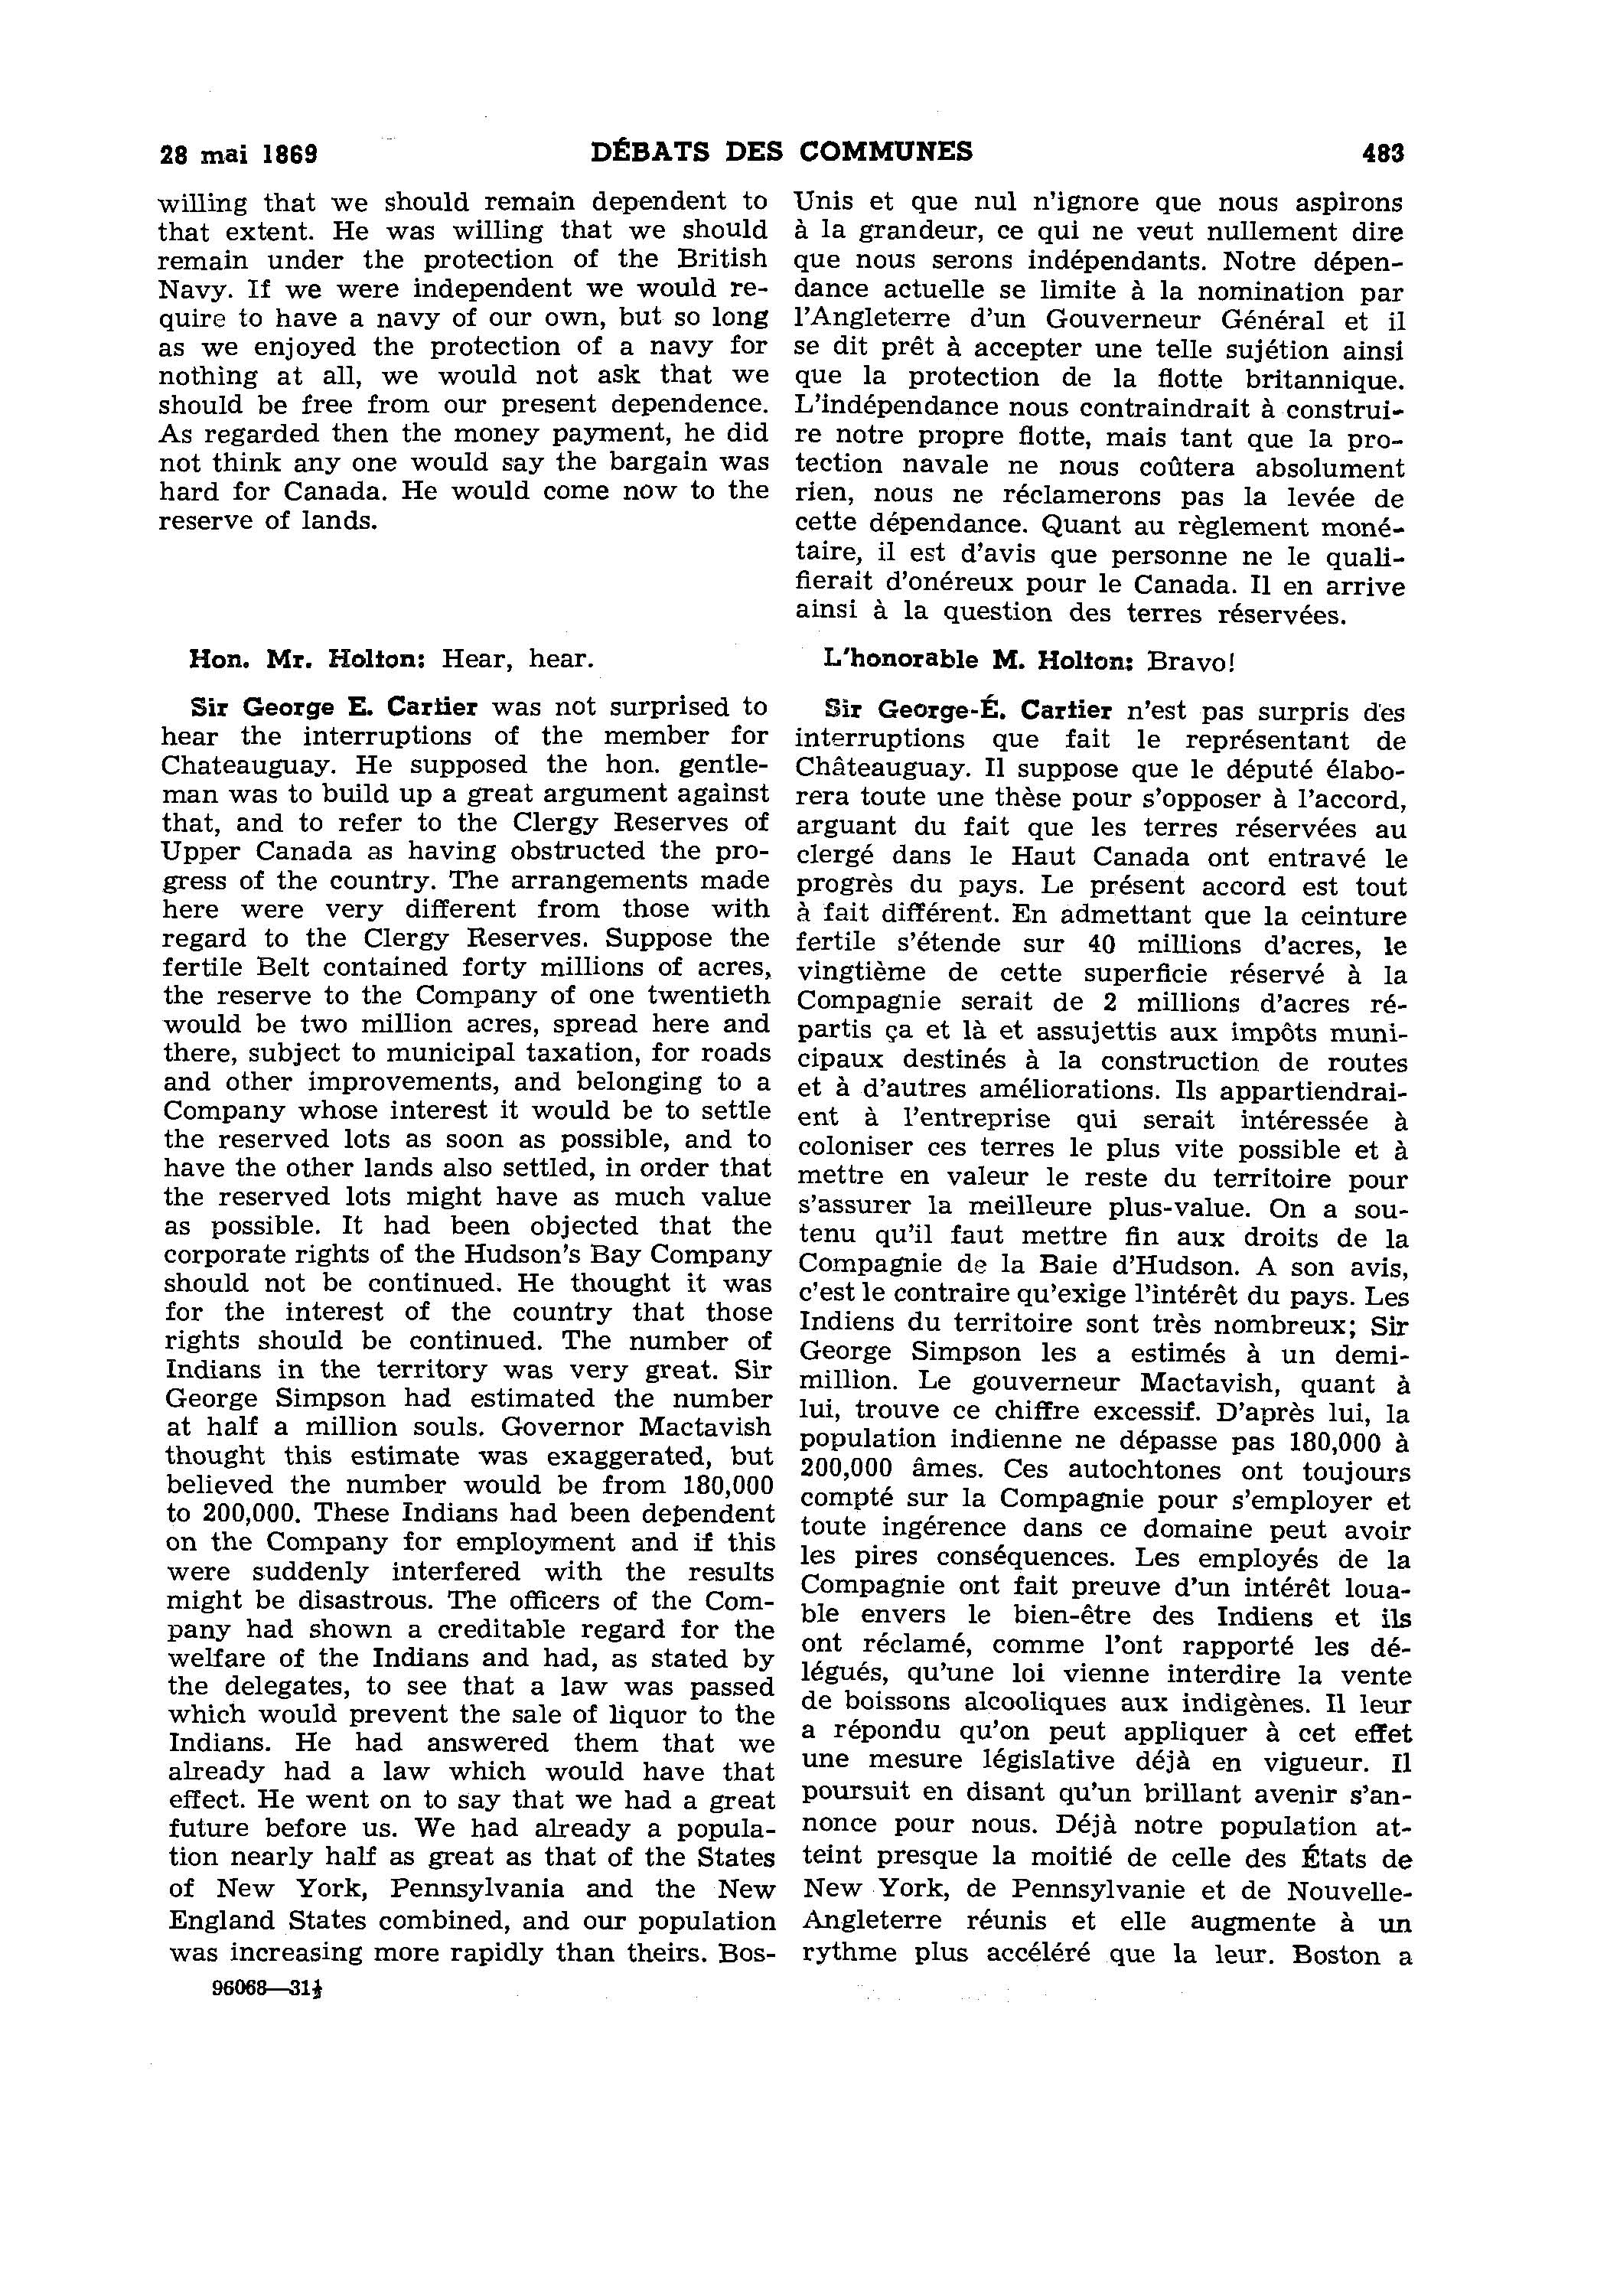 28 mai 1869 DÉBATS DES COMMUNES 483
willing that we should remain dependent to
that extent. He was willing that we should
remain under the protection of the British
Navy. If we were independent we would re-
quire to have a navy of our own, but so long
as we enjoyed the protection of a navy for
nothing at all, we would not ask that we
should be free from our present dependence.
As regarded then the money payment, he did
not think any one would say the bargain was
hard for Canada. He would come now to the
reserve of lands.
Hon. Mr. Holton: Hear, hear.
Sir George E. Cartier was not surprised to
hear the interruptions of the member for
Chateauguay. He supposed the hon. gentle-
man was to build up a great argument against
that, and to refer to the Clergy Reserves of
Upper Canada as having obstructed the pro-
gress of the country. The arrangements made
here were very different from those with
regard to the Clergy Reserves. Suppose the
fertile Belt contained forty millions of acres,
the reserve to the Company of one twentieth
would be two million acres, spread here and
there, subject to municipal taxation, for roads
and other improvements, and belonging to a
Company whose interest it would be to settle
the reserved lots as soon as possible, and to
have the other lands also settled, in order that
the reserved lots might have as much value
as possible. It had been objected that the
corporate rights of the Hudson's Bay Company
should not be continued. He thought it was
for the interest of the country that those
rights should be continued. The number of
Indians in the territory was very great. Sir
George Simpson had estimated the number
at half a million souls. Governor Mactavish
thought this estimate was exaggerated, but
believed the number would be from 180,000
to 200,000. These Indians had been dependent
on the Company for employment and if this
were suddenly interfered with the results
might be disastrous. The officers of the Com-
pany had shown a creditable regard for the
welfare of the Indians and had, as stated by
the delegates, to see that a law was passed
which would prevent the sale of liquor to the
Indians. He had answered them that we
already had a law which would have that
effect. He went on to say that we had a great
future before us. We had already a popula-
tion nearly half as great as that of the States
of New York, Pennsylvania and the New
England States combined, and our population
was increasing more rapidly than theirs. Bos-
96068—31½
Unis et que nul n'ignore que nous aspirons
à la grandeur, ce qui ne veut nullement dire
que nous serons indépendants. Notre dépen-
dance actuelle se limite à la nomination par
l'Angleterre d'un Gouverneur Général et il
se dit prêt à accepter une telle sujétion ainsi
que la protection de la flotte britannique.
L'indépendance nous contraindrait à construi-
re notre propre flotte, mais tant que la pro-
tection navale ne nous coûtera absolument
rien, nous ne réclamerons pas la levée de
cette dépendance. Quant au règlement moné-
taire, il est d'avis que personne ne le quali-
fierait d'onéreux pour le Canada. Il en arrive
ainsi à la question des terres réservées.
L'honorable M. Holton: Bravo!
Sir George-É. Cartier n'est pas surpris des
interruptions que fait le représentant de
Châteauguay. Il suppose que le député élabo-
rera toute une thèse pour s'opposer à l'accord,
arguant du fait que les terres réservées au
clergé dans le Haut Canada ont entravé le
progrès du pays. Le présent accord est tout
à fait différent. En admettant que la ceinture
fertile s'étende sur 40 millions d'acres, le
vingtième de cette superficie réservé à la
Compagnie serait de 2 millions d'acres ré-
partis ça et là et assujettis aux impôts muni-
cipaux destinés à la construction de routes
et à d'autres améliorations. Ils appartiendrai-
ent à l'entreprise qui serait intéressée à
coloniser ces terres le plus vite possible et à
mettre en valeur le reste du territoire pour
s'assurer la meilleure plus-value. On a sou-
tenu qu'il faut mettre fin aux droits de la
Compagnie de la Baie d'Hudson. A son avis,
c'est le contraire qu'exige l'intérêt du pays. Les
Indiens du territoire sont très nombreux; Sir
George Simpson les a estimés à un demi-
million. Le gouverneur Mactavish, quant à
lui, trouve ce chiffre excessif. D'après lui, la
population indienne ne dépasse pas 180,000 à
200,000 âmes. Ces autochtones ont toujours
compté sur la Compagnie pour s'employer et
toute ingérence dans ce domaine peut avoir
les pires conséquences. Les employés de la
Compagnie ont fait preuve d'un intérêt loua-
ble envers le bien-être des Indiens et ils
ont réclamé, comme l'ont rapporté les dé-
légués, qu'une loi vienne interdire la vente
de boissons alcooliques aux indigènes. Il leur
a répondu qu'on peut appliquer à cet effet
une mesure législative déjà en vigueur. Il
poursuit en disant qu'un brillant avenir s'an-
nonce pour nous. Déjà notre population at-
teint presque la moitié de celle des États de
New York, de Pennsylvanie et de Nouvelle-
Angleterre réunis et elle augmente à un
rythme plus accéléré que la leur. Boston a